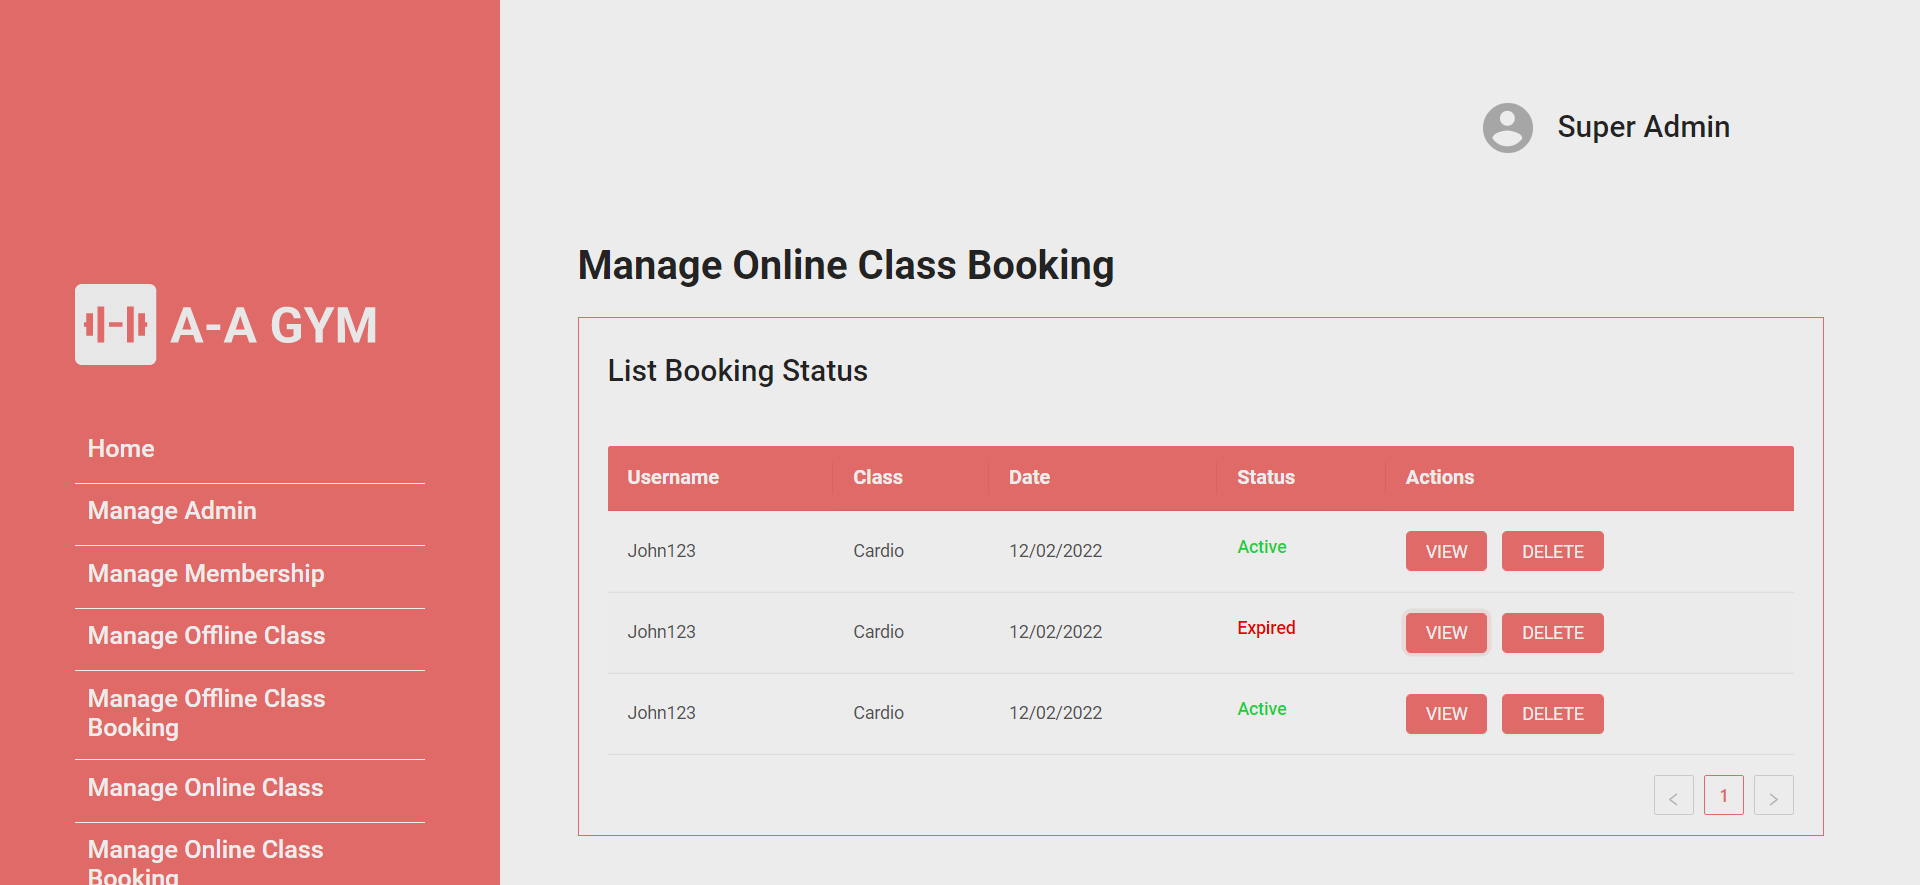 Super Admin
A-A GYM
Home
Manage Admin
Manage Membership
Manage Offline Class
Manage Offline Class
Booking
Manage Online Class
Manage Online Class
Booking
Manage Online Class Booking
List Booking Status
Username Class Date Status Actions
John123 Cardio 12/02/2022 Active VIEW DELETE
John123 Cardio 12/02/2022 Expired VIEW DELETE
John123 Cardio 12/02/2022 Active VIEW DELETE
< 1 >